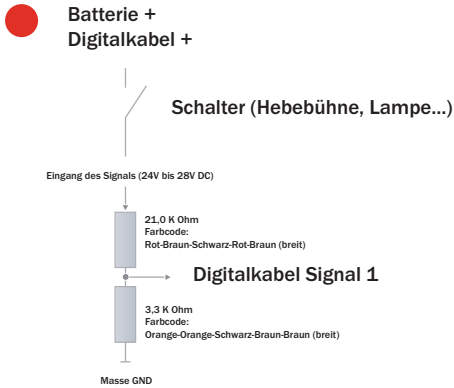 Batterie +
Digitalkabel +
Schalter (Hebebühne, Lampe...)
Eingang des Signals (24V bis 28V DC)
21,0 K Ohm
Farbcode:
Rot-Braun-Schwarz-Rot-Braun (breit)
Digitalkabel Signal 1
3,3 K Ohm
Farbcode:
Orange-Orange-Schwarz-Braun-Braun (breit)
Masse GND